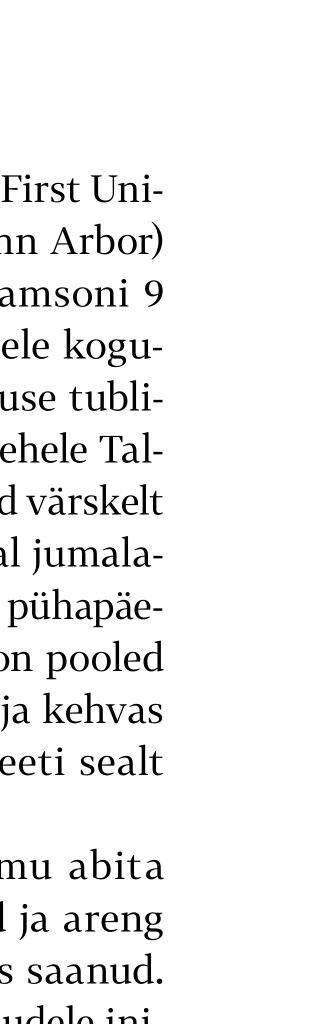 First Uni-
nn Arbor)
amsoni 9
ele kogu-
use tubli-
ehele Tal-
d värskelt
al jumala-
pühapäe-
on pooled
ja kehvas
eeti sealt
mu abita
ja areng
s saanud.